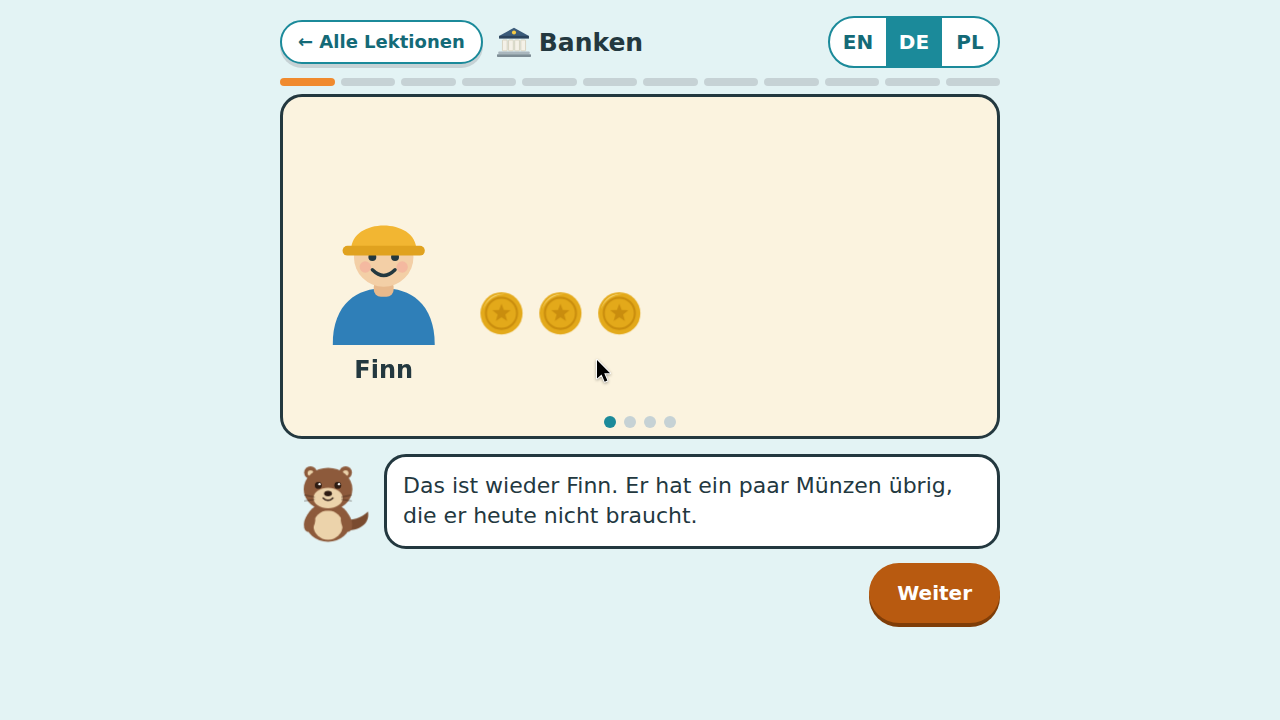 ← Alle Lektionen
Banken
EN DE PL
Finn
Das ist wieder Finn. Er hat ein paar Münzen übrig,
die er heute nicht braucht.
Weiter